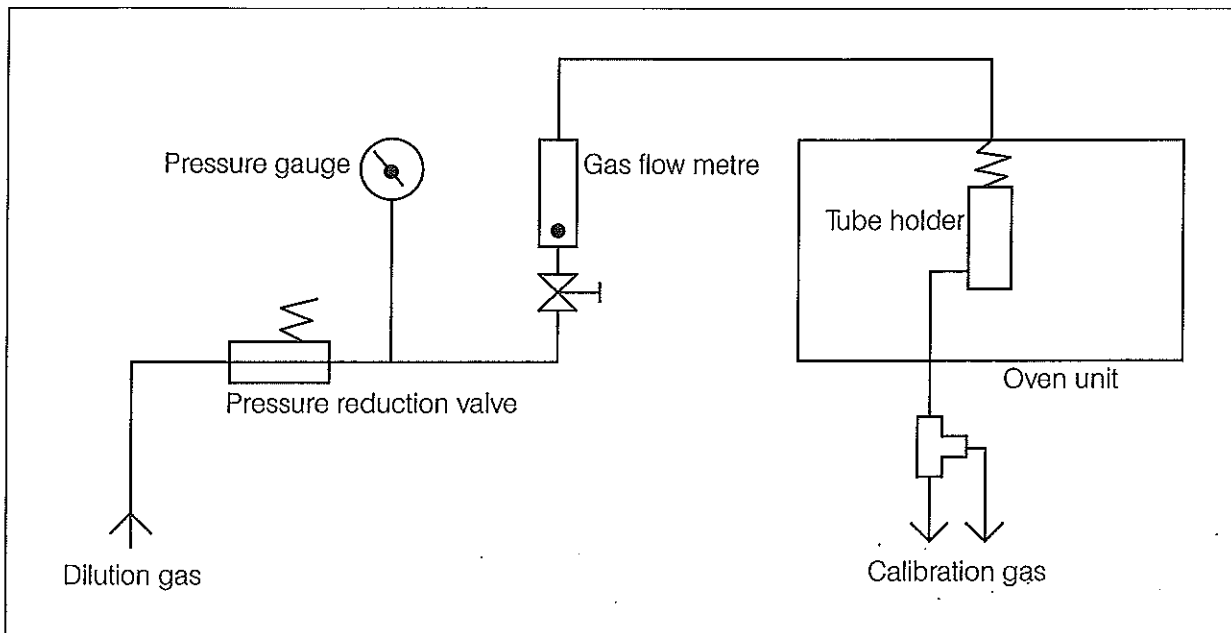 Pressure gauge
Gas flow metre
Tube holder
Oven unit
Pressure reduction valve
Dilution gas
Calibration gas